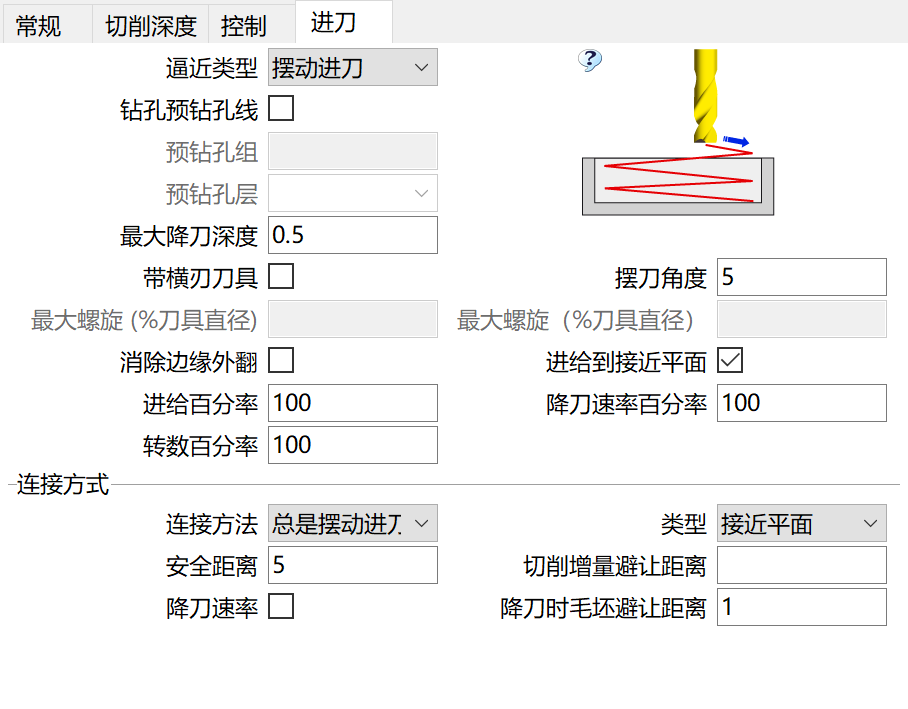 常规 切削深度 控制 进刀
逼近类型 摆动进刀
?
钻孔预钻孔线
预钻孔组
预钻孔层
最大降刀深度 0.5
带横刃刀具 摆刀角度 5
最大螺旋 (%刀具直径) 最大螺旋（%刀具直径）
消除边缘外翻 进给到接近平面
进给百分率 100 降刀速率百分率 100
转数百分率 100
连接方式
连接方法 总是摆动进刀 类型 接近平面
安全距离 5 切削增量避让距离
降刀速率 降刀时毛坯避让距离 1